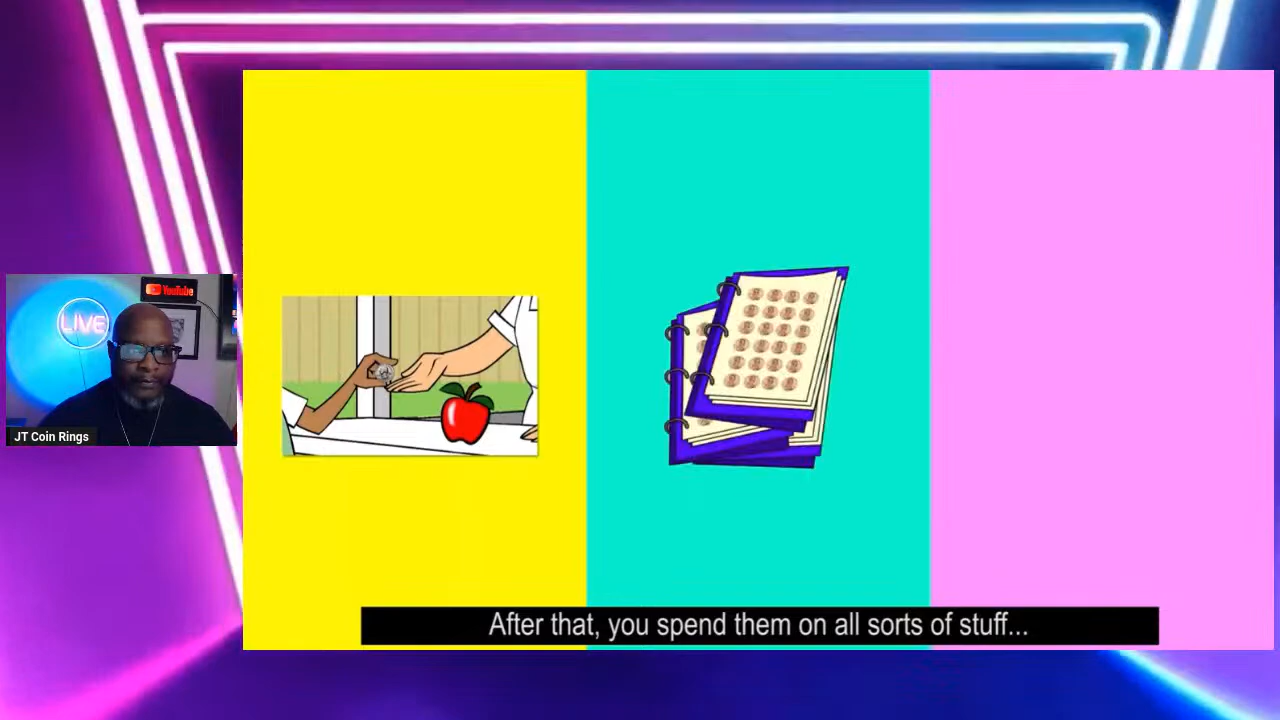 YouTube
LIVE
JT Coin Rings
After that, you spend them on all sorts of stuff...